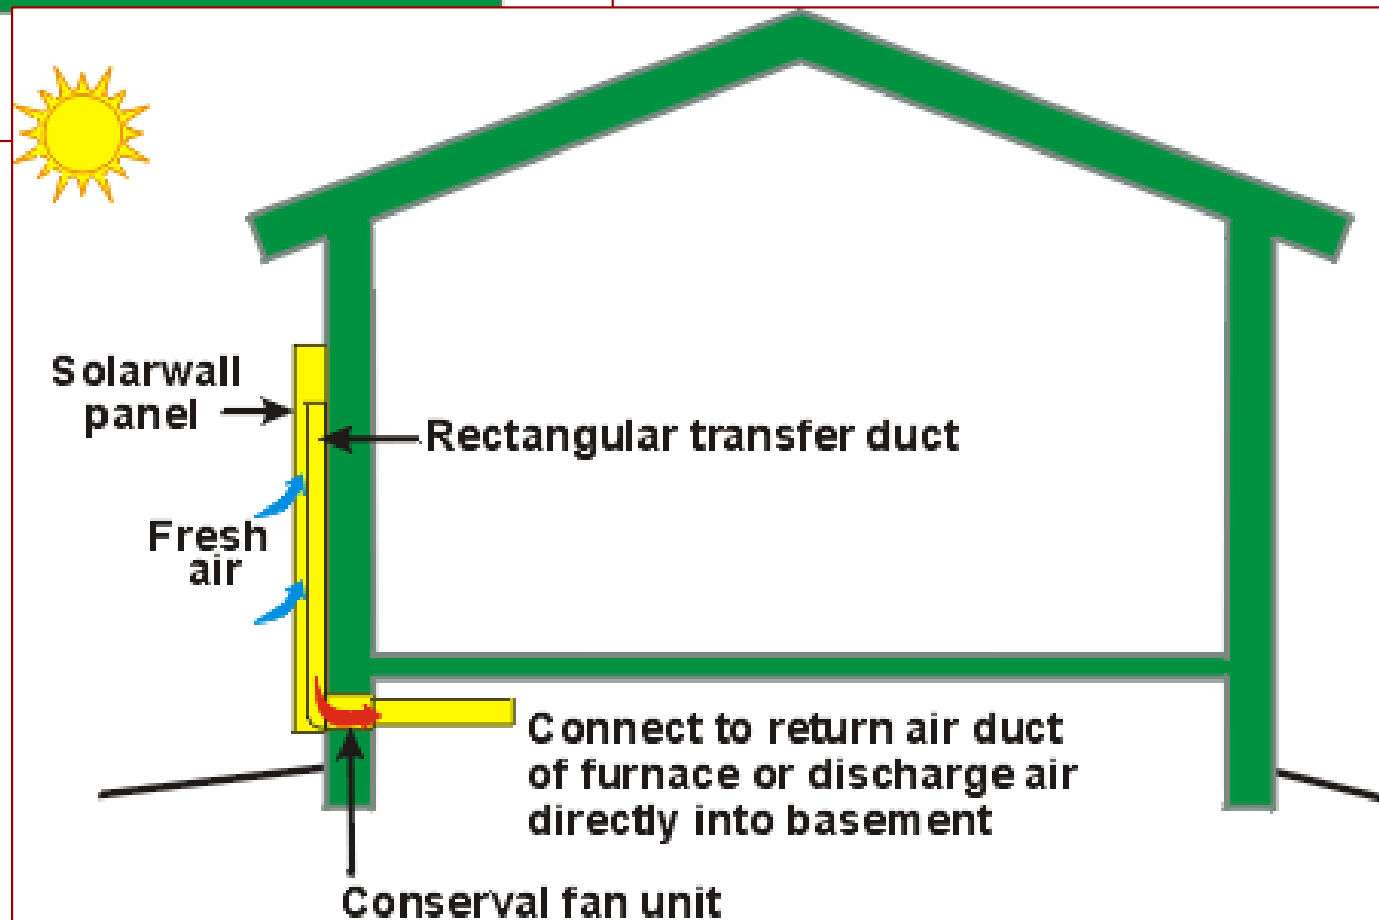 Solarwall
panel
Rectangular transfer duct
Fresh
air
Connect to return air duct
of furnace or discharge air
directly into basement
Conserval fan unit